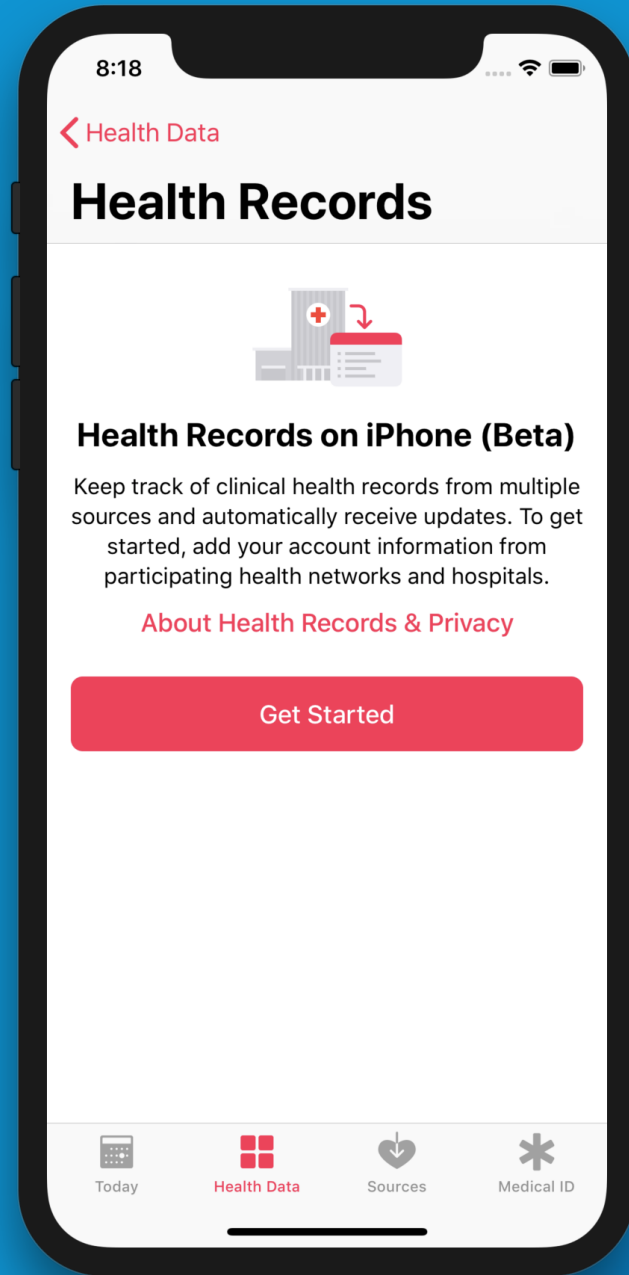 8:18
Health Data
Health Records
Health Records on iPhone (Beta)
Keep track of clinical health records from multiple
sources and automatically receive updates. To get
started, add your account information from
participating health networks and hospitals.
About Health Records & Privacy
Get Started
Today
Health Data
Sources
Medical ID